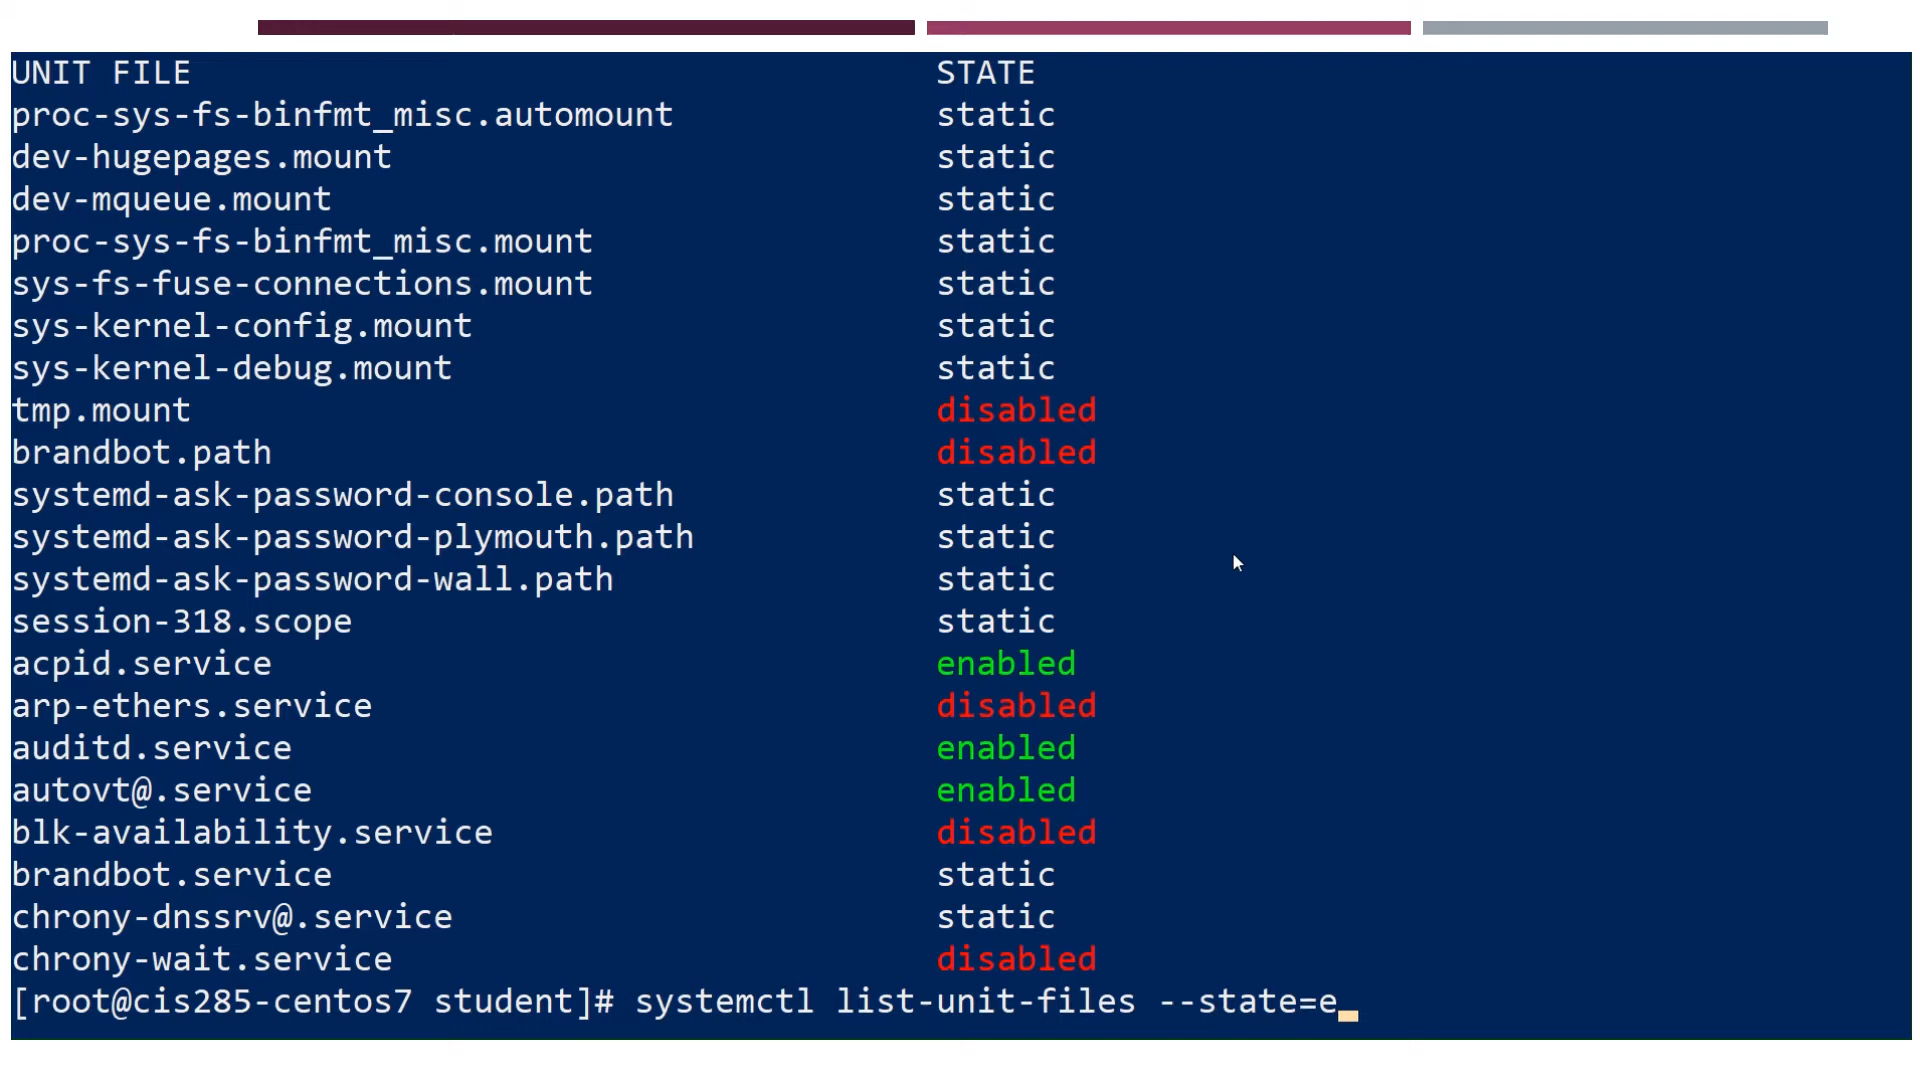 UNIT FILE STATE
proc-sys-fs-binfmt_misc.automount static
dev-hugepages.mount static
dev-mqueue.mount static
proc-sys-fs-binfmt_misc.mount static
sys-fs-fuse-connections.mount static
sys-kernel-config.mount static
sys-kernel-debug.mount static
tmp.mount disabled
brandbot.path disabled
systemd-ask-password-console.path static
systemd-ask-password-plymouth.path static
systemd-ask-password-wall.path static
session-318.scope static
acpid.service enabled
arp-ethers.service disabled
auditd.service enabled
autovt@.service enabled
blk-availability.service disabled
brandbot.service static
chrony-dnssrv@.service static
chrony-wait.service disabled
[root@cis285-centos7 student]# systemctl list-unit-files --state=e